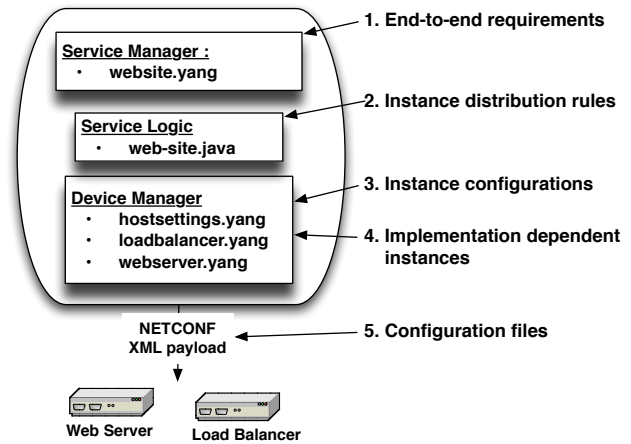 1. End-to-end requirements
Service Manager :
• website.yang
2. Instance distribution rules
Service Logic
• web-site.java
3. Instance configurations
Device Manager
• hostsettings.yang
• loadbalancer.yang
• webserver.yang
4. Implementation dependent
instances
NETCONF
XML payload
5. Configuration files
Web Server
Load Balancer